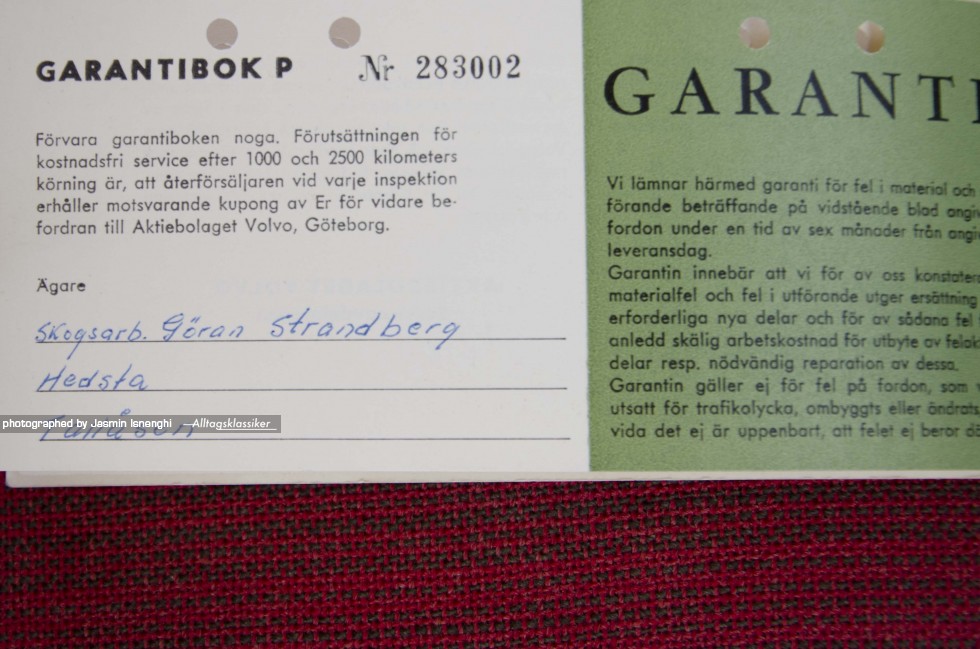 GARANTIBOK P Nr 283002
Förvara garantiboken noga. Förutsättningen för
kostnadsfri service efter 1000 och 2500 kilometers
körning är, att återförsäljaren vid varje inspektion
erhåller motsvarande kupong av Er för vidare be-
fordran till Aktiebolaget Volvo, Göteborg.
Ägare
Skogsarb. Göran Strandberg
Hedsta
photographed by Jasmin Isnenghi Alltagsklassiker
GARANTI
Vi lämnar härmed garanti för fel i material och
förande beträffande på vidstående blad angi
fordon under en tid av sex månader från angi
leveransdag.
Garantin innebär att vi för av oss konstater
materialfel och fel i utförande utger ersättning
erforderliga nya delar och för av sådana fel
anledd skälig arbetskostnad för utbyte av felak
delar resp. nödvändig reparation av dessa.
Garantin gäller ej för fel på fordon, som
utsatt för trafikolycka, ombyggts eller ändrats
vida det ej är uppenbart, att felet ej beror dä